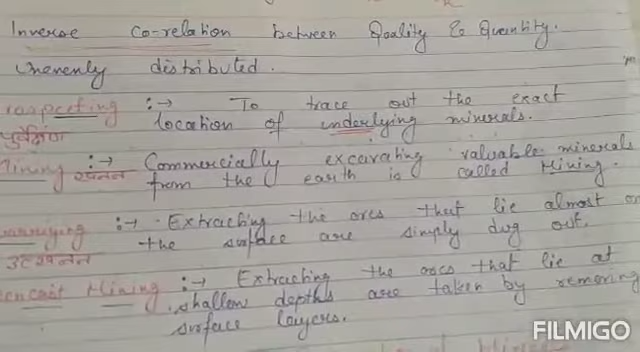 Inverse co-relation between Quality & Quantity.
Unevenly distributed.
rospecting :→ To trace out the exact
पुर्वेक्षण location of underlying minerals.
Mining :→ Commercially excavating valuable minerals
खनन from the earth is called Mining.
uarrying :→ Extracting the ores that lie almost on
उत्खनन the surface are simply dug out.
encast Mining :→ Extracting the ores that lie at
shallow depths are taken by removing
surface layers.
FILMIGO